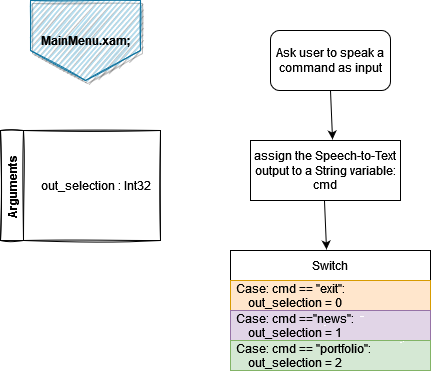 MainMenu.xam;
Ask user to speak a
command as input
Arguments
out_selection : Int32
assign the Speech-to-Text
output to a String variable:
cmd
Switch
Case: cmd == "exit":
out_selection = 0
Case: cmd =="news":
out_selection = 1
Case: cmd =="portfolio":
out_selection = 2